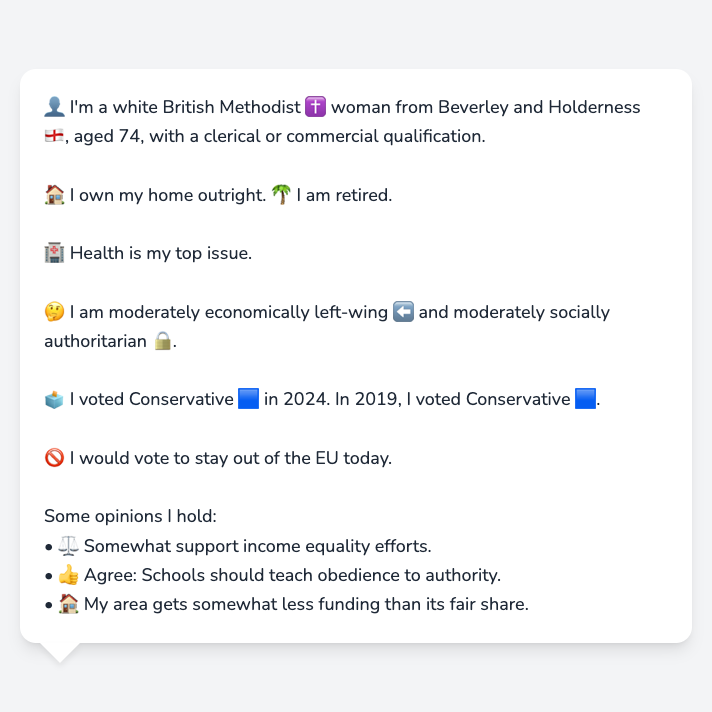 👤 I'm a white British Methodist ✝️ woman from Beverley and Holderness
🏴󠁧󠁢󠁥󠁮󠁧󠁿, aged 74, with a clerical or commercial qualification.
🏠 I own my home outright. 🌴 I am retired.
🏥 Health is my top issue.
🤔 I am moderately economically left-wing ⬅️ and moderately socially
authoritarian 🔒.
🗳️ I voted Conservative 🟦 in 2024. In 2019, I voted Conservative 🟦.
🚫 I would vote to stay out of the EU today.
Some opinions I hold:
• ⚖️ Somewhat support income equality efforts.
• 👍 Agree: Schools should teach obedience to authority.
• 🏠 My area gets somewhat less funding than its fair share.